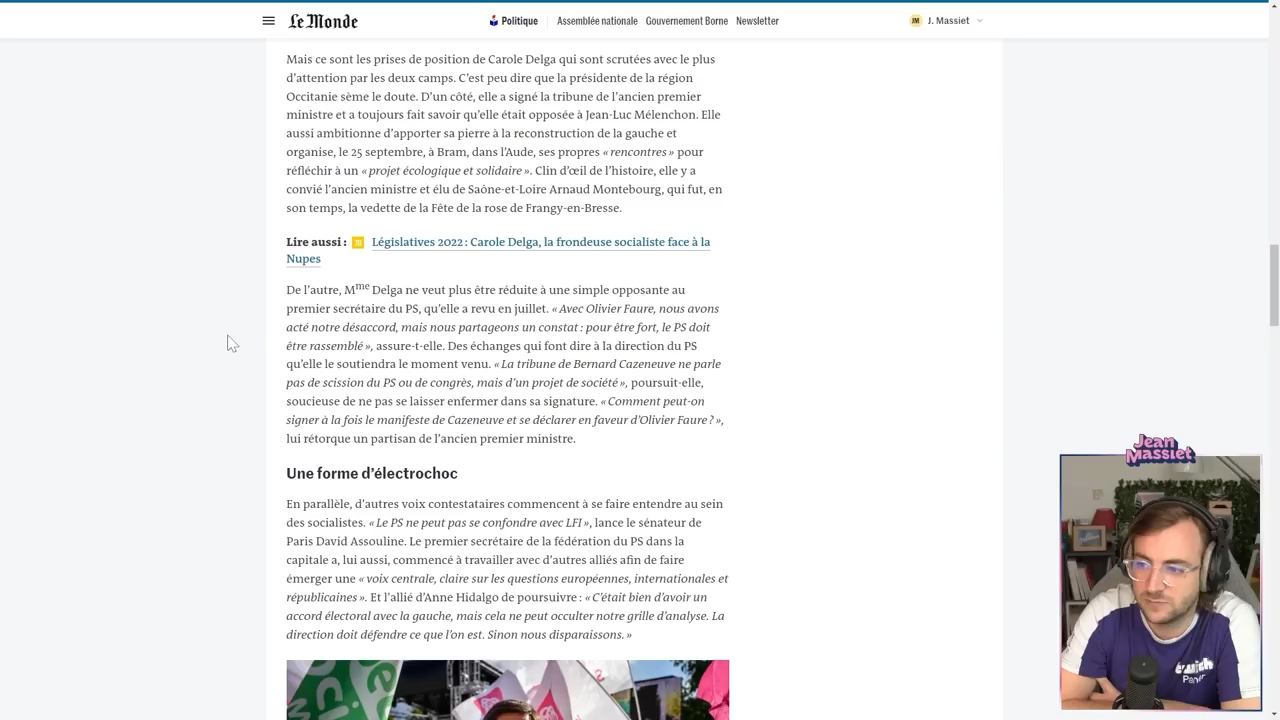 Le Monde
Politique
Assemblée nationale
Gouvernement Borne
Newsletter
JM
J. Massiet
Mais ce sont les prises de position de Carole Delga qui sont scrutées avec le plus
d’attention par les deux camps. C’est peu dire que la présidente de la région
Occitanie sème le doute. D’un côté, elle a signé la tribune de l’ancien premier
ministre et a toujours fait savoir qu’elle était opposée à Jean-Luc Mélenchon. Elle
aussi ambitionne d’apporter sa pierre à la reconstruction de la gauche et
organise, le 25 septembre, à Bram, dans l’Aude, ses propres « rencontres » pour
réfléchir à un « projet écologique et solidaire ». Clin d’œil de l’histoire, elle y a
convié l’ancien ministre et élu de Saône-et-Loire Arnaud Montebourg, qui fut, en
son temps, la vedette de la Fête de la rose de Frangy-en-Bresse.
Lire aussi : Législatives 2022 : Carole Delga, la frondeuse socialiste face à la
Nupes
De l’autre, Mme Delga ne veut plus être réduite à une simple opposante au
premier secrétaire du PS, qu’elle a revu en juillet. « Avec Olivier Faure, nous avons
acté notre désaccord, mais nous partageons un constat : pour être fort, le PS doit
être rassemblé », assure-t-elle. Des échanges qui font dire à la direction du PS
qu’elle le soutiendra le moment venu. « La tribune de Bernard Cazeneuve ne parle
pas de scission du PS ou de congrès, mais d’un projet de société », poursuit-elle,
soucieuse de ne pas se laisser enfermer dans sa signature. « Comment peut-on
signer à la fois le manifeste de Cazeneuve et se déclarer en faveur d’Olivier Faure ? »,
lui rétorque un partisan de l’ancien premier ministre.
Une forme d’électrochoc
En parallèle, d’autres voix contestataires commencent à se faire entendre au sein
des socialistes. « Le PS ne peut pas se confondre avec LFI », lance le sénateur de
Paris David Assouline. Le premier secrétaire de la fédération du PS dans la
capitale a, lui aussi, commencé à travailler avec d’autres alliés afin de faire
émerger une « voix centrale, claire sur les questions européennes, internationales et
républicaines ». Et l’allié d’Anne Hidalgo de poursuivre : « C’était bien d’avoir un
accord électoral avec la gauche, mais cela ne peut occulter notre grille d’analyse. La
direction doit défendre ce que l’on est. Sinon nous disparaissons. »
Jean
Massiet